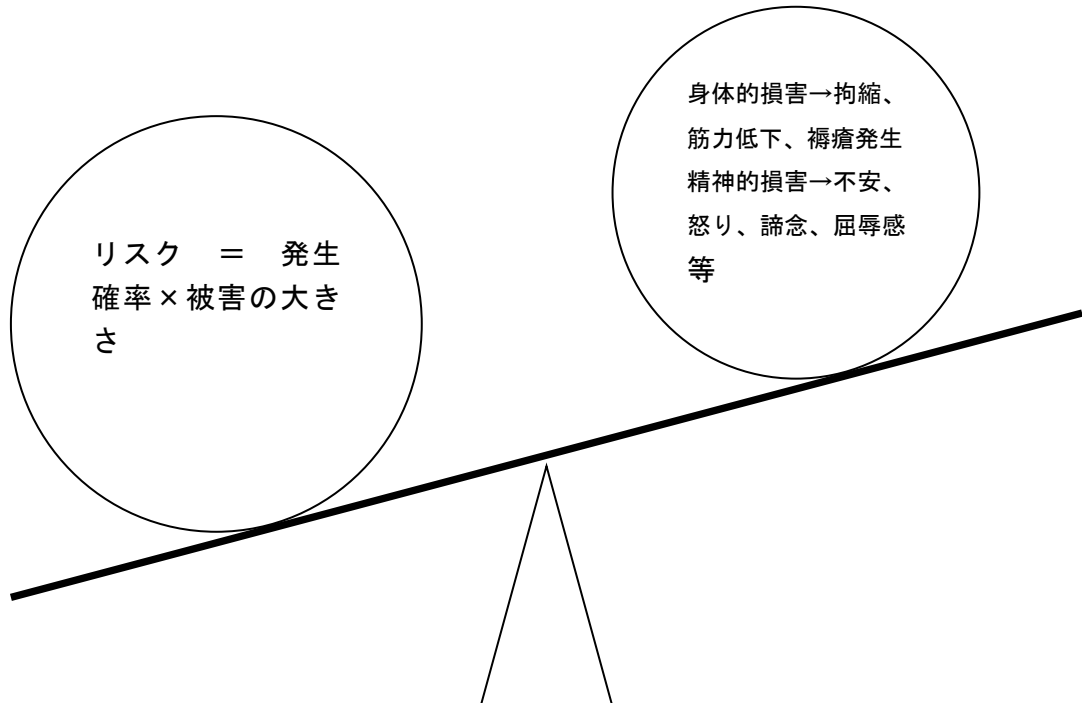 リスク　＝　発生
確率×被害の大き
さ
身体的損害→拘縮、
筋力低下、褥瘡発生
精神的損害→不安、
怒り、諦念、屈辱感
等